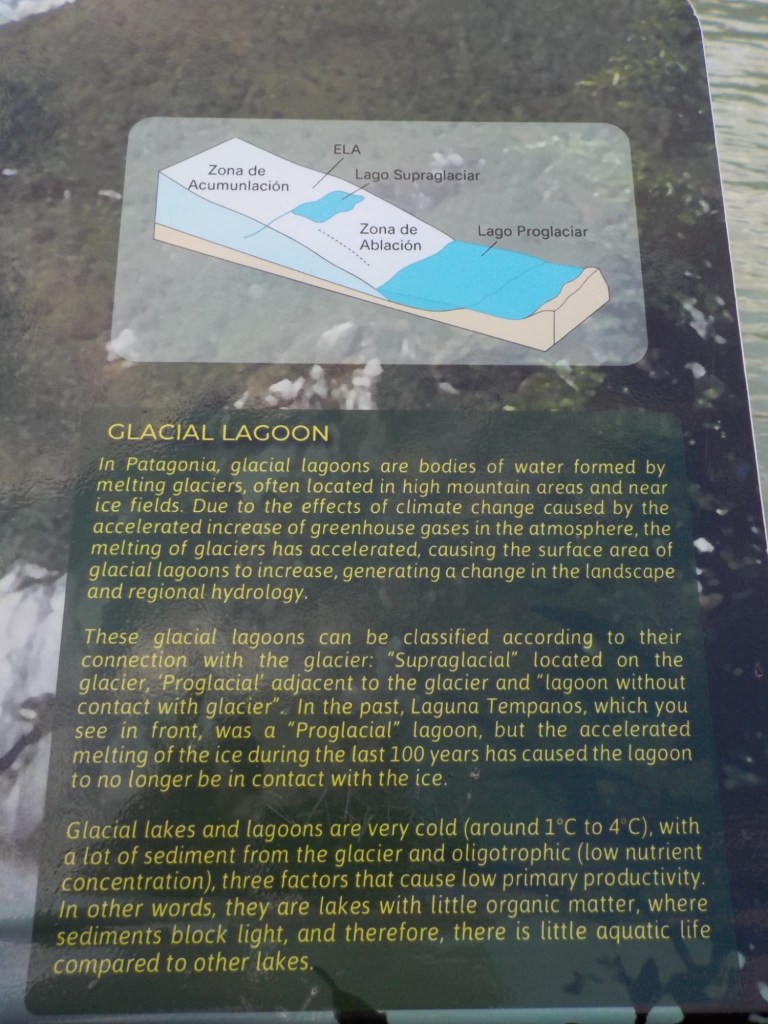 ELA
Zona de
Acumunlación
Lago Supraglaciar
Zona de
Ablación
Lago Proglaciar
GLACIAL LAGOON
In Patagonia, glacial lagoons are bodies of water formed by
melting glaciers, often located in high mountain areas and near
ice fields. Due to the effects of climate change caused by the
accelerated increase of greenhouse gases in the atmosphere, the
melting of glaciers has accelerated, causing the surface area of
glacial lagoons to increase, generating a change in the landscape
and regional hydrology.
These glacial lagoons can be classified according to their
connection with the glacier: “Supraglacial” located on the
glacier, ‘Proglacial’ adjacent to the glacier and “lagoon without
contact with glacier”. In the past, Laguna Tempanos, which you
see in front, was a “Proglacial” lagoon, but the accelerated
melting of the ice during the last 100 years has caused the lagoon
to no longer be in contact with the ice.
Glacial lakes and lagoons are very cold (around 1°C to 4°C), with
a lot of sediment from the glacier and oligotrophic (low nutrient
concentration), three factors that cause low primary productivity.
In other words, they are lakes with little organic matter, where
sediments block light, and therefore, there is little aquatic life
compared to other lakes.